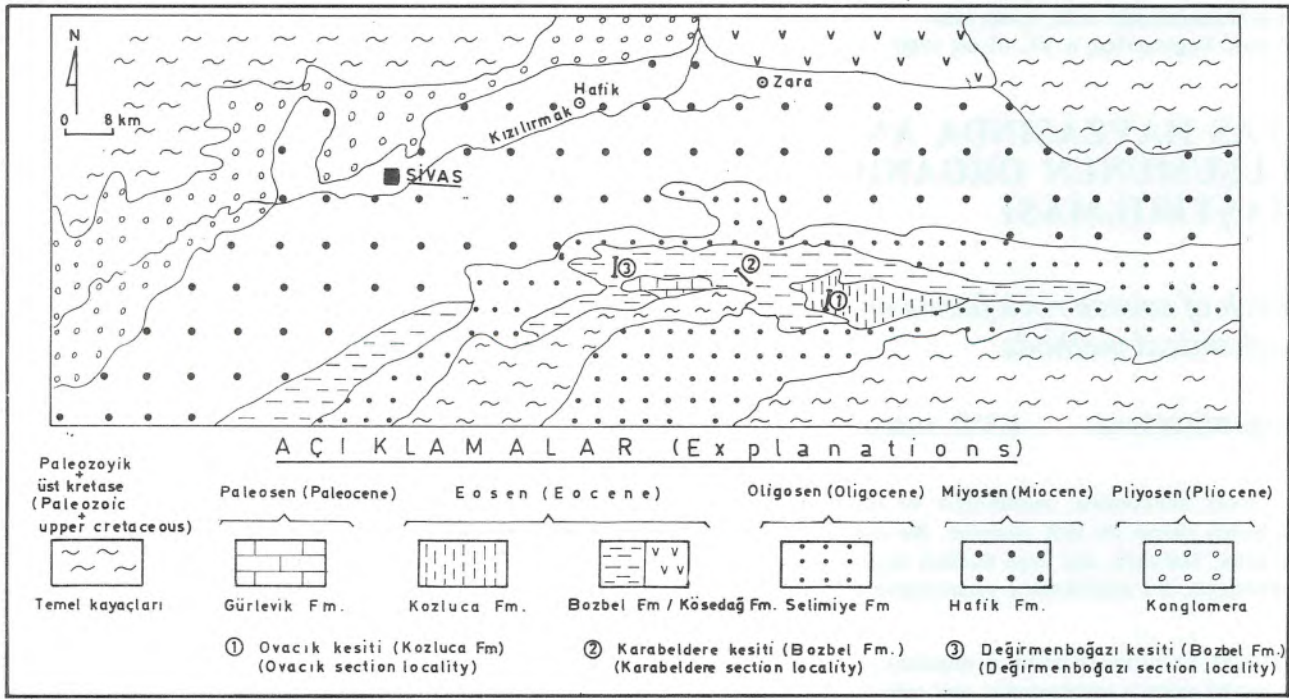 N
0 8 km
Hafik
Zara
Kızılırmak
SİVAS
3
2
1
AÇIKLAMALAR (Explanations)
Paleozoyik
+
üst kretase
(Paleozoic
+
upper cretaceous)
Paleosen (Paleocene)
Eosen (Eocene)
Oligosen (Oligocene)
Miyosen (Miocene)
Pliyosen (Pliocene)
Temel kayaçları
Gürlevik Fm.
Kozluca Fm.
Bozbel Fm / Kösedağ Fm.
Selimiye Fm
Hafik Fm.
Konglomera
① Ovacık kesiti (Kozluca Fm)
(Ovacık section locality)
② Karabeldere kesiti (Bozbel Fm.)
(Karabeldere section locality)
③ Değirmenboğazı kesiti (Bozbel Fm.)
(Değirmenboğazı section locality)